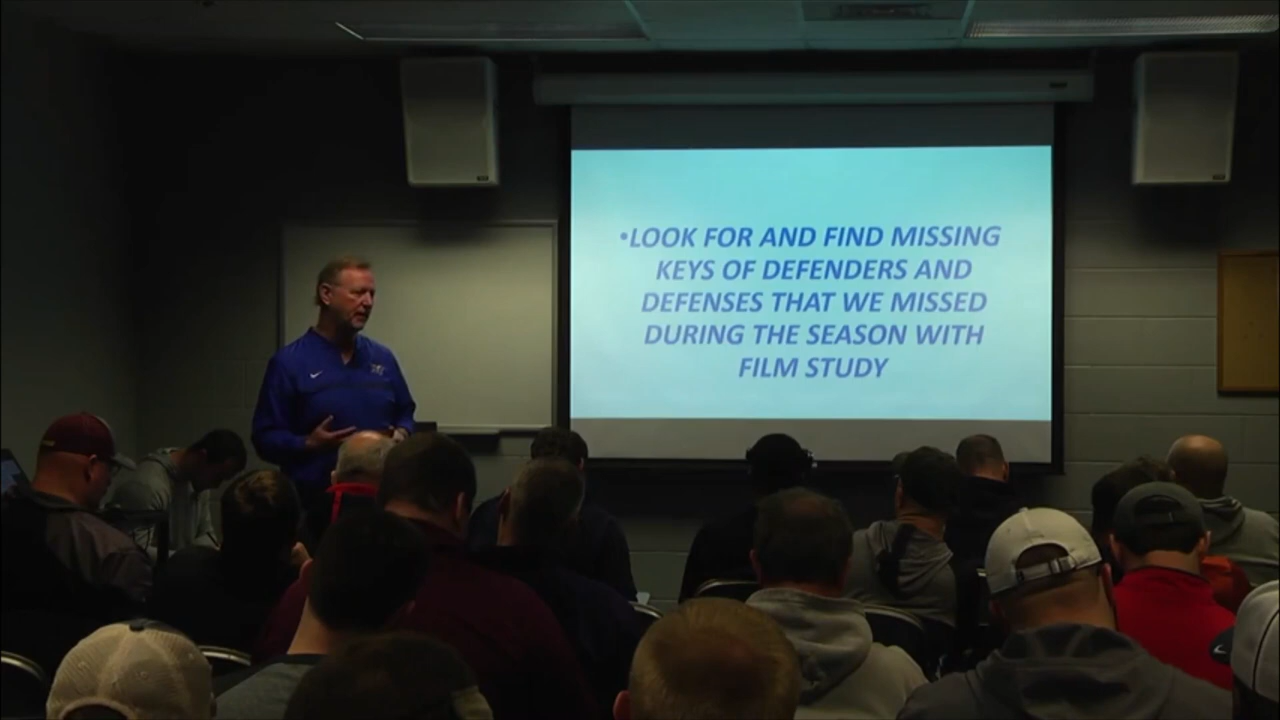 •LOOK FOR AND FIND MISSING
KEYS OF DEFENDERS AND
DEFENSES THAT WE MISSED
DURING THE SEASON WITH
FILM STUDY